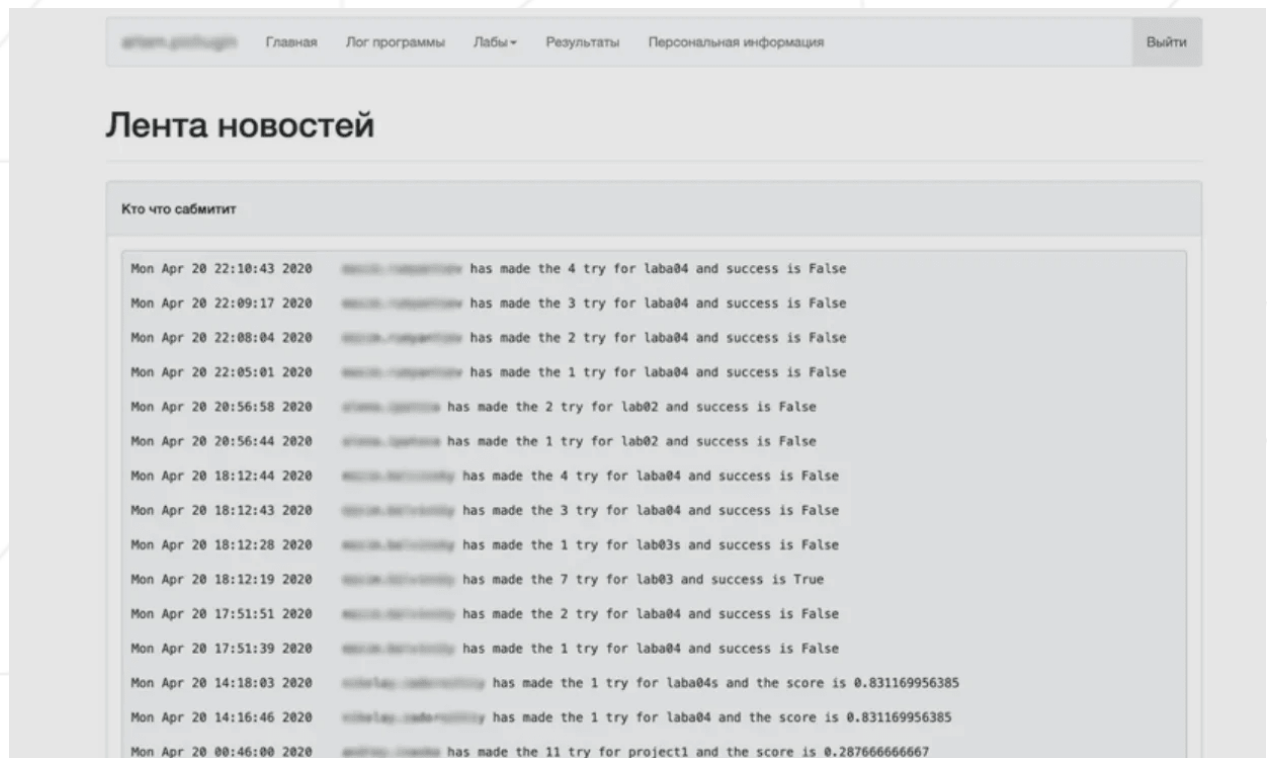 Главная Лог программы Лабы Результаты Персональная информация Выйти
Лента новостей
Кто что сабмитит
Mon Apr 20 22:10:43 2020 has made the 4 try for laba04 and success is False
Mon Apr 20 22:09:17 2020 has made the 3 try for laba04 and success is False
Mon Apr 20 22:08:04 2020 has made the 2 try for laba04 and success is False
Mon Apr 20 22:05:01 2020 has made the 1 try for laba04 and success is False
Mon Apr 20 20:56:58 2020 has made the 2 try for lab02 and success is False
Mon Apr 20 20:56:44 2020 has made the 1 try for lab02 and success is False
Mon Apr 20 18:12:44 2020 has made the 4 try for laba04 and success is False
Mon Apr 20 18:12:43 2020 has made the 3 try for laba04 and success is False
Mon Apr 20 18:12:28 2020 has made the 1 try for lab03s and success is False
Mon Apr 20 18:12:19 2020 has made the 7 try for lab03 and success is True
Mon Apr 20 17:51:51 2020 has made the 2 try for laba04 and success is False
Mon Apr 20 17:51:39 2020 has made the 1 try for laba04 and success is False
Mon Apr 20 14:18:03 2020 has made the 1 try for laba04s and the score is 0.831169956385
Mon Apr 20 14:16:46 2020 has made the 1 try for laba04 and the score is 0.831169956385
Mon Apr 20 00:46:00 2020 has made the 11 try for project1 and the score is 0.287666666667